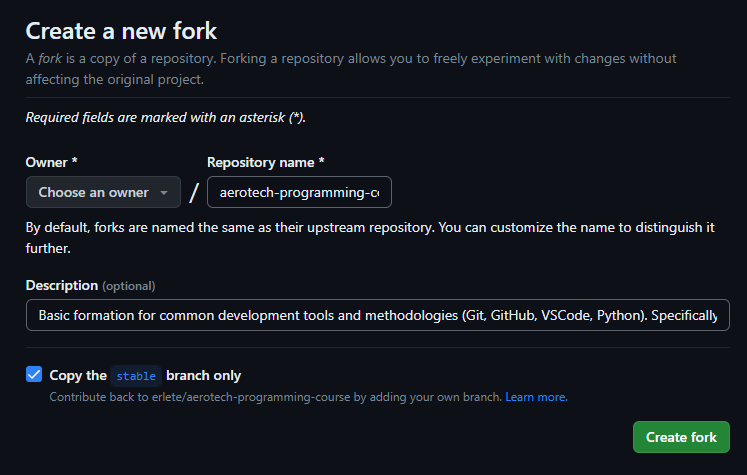 Create a new fork
A fork is a copy of a repository. Forking a repository allows you to freely experiment with changes without
affecting the original project.
Required fields are marked with an asterisk (*).
Owner * Repository name *
Choose an owner / aerotech-programming-co
By default, forks are named the same as their upstream repository. You can customize the name to distinguish it
further.
Description (optional)
Basic formation for common development tools and methodologies (Git, GitHub, VSCode, Python). Specifically
Copy the stable branch only
Contribute back to erlete/aerotech-programming-course by adding your own branch. Learn more.
Create fork